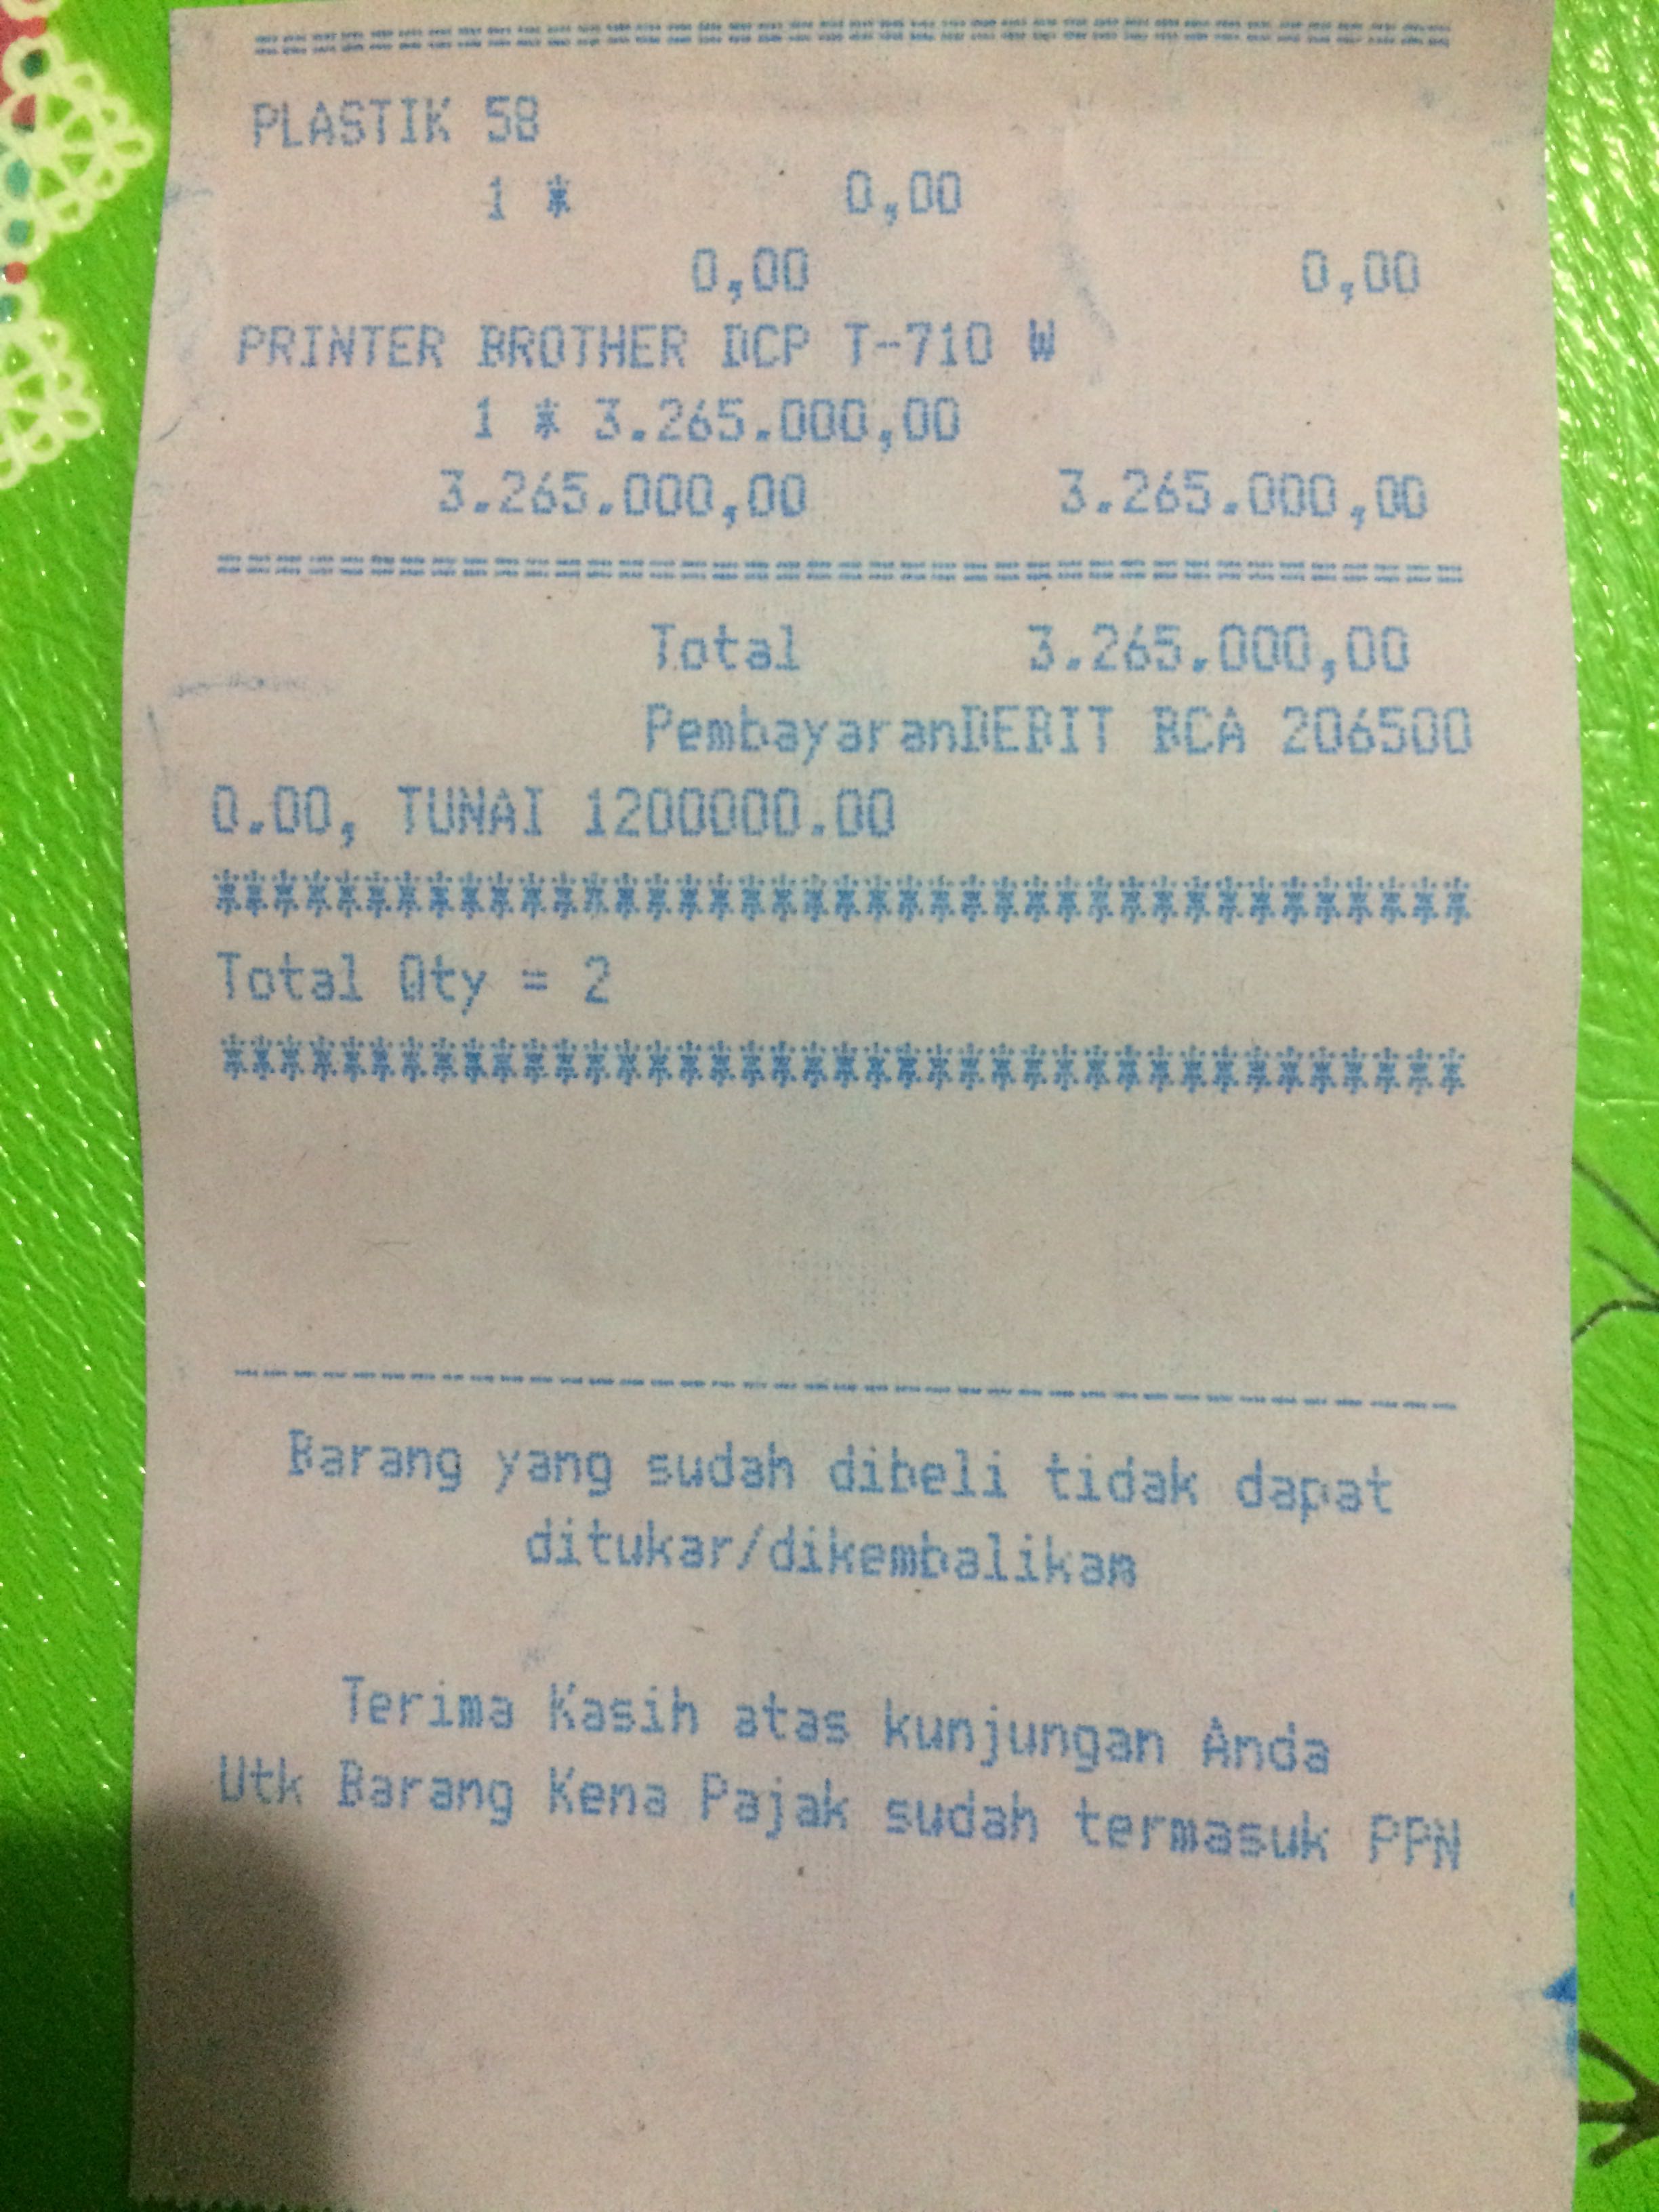 ================================
PLASTIK 58
1 * 0,00
0,00 0,00
PRINTER BROTHER DCP T-710 W
1 * 3.265.000,00
3.265.000,00 3.265.000,00
========================================
Total 3.265.000,00
PembayaranDEBIT BCA 206500
0.00, TUNAI 1200000.00
****************************************
Total Qty = 2
****************************************
----------------------------------------
Barang yang sudah dibeli tidak dapat
ditukar/dikembalikan
Terima Kasih atas kunjungan Anda
Utk Barang Kena Pajak sudah termasuk PPN